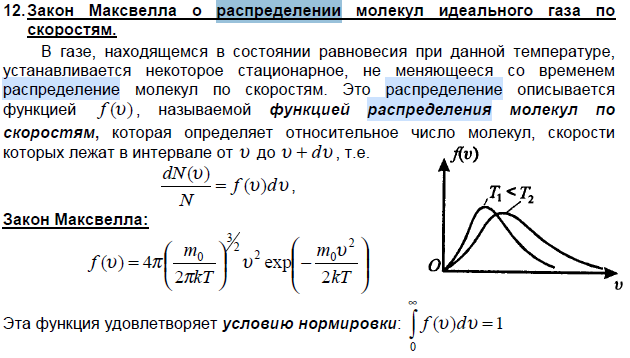 12. Закон Максвелла о распределении молекул идеального газа по
скоростям.
В газе, находящемся в состоянии равновесия при данной температуре,
устанавливается некоторое стационарное, не меняющееся со временем
распределение молекул по скоростям. Это распределение описывается
функцией f(υ), называемой функцией распределения молекул по
скоростям, которая определяет относительное число молекул, скорости
которых лежат в интервале от υ до υ + dυ, т.е.
dN(υ)/N = f(υ)dυ,
f(υ)
T₁ < T₂
O
υ
Закон Максвелла:
f(υ) = 4π(m₀/2πkT)^(3/2) υ² exp(−m₀υ²/2kT)
Эта функция удовлетворяет условию нормировки: ∫₀^∞ f(υ)dυ = 1